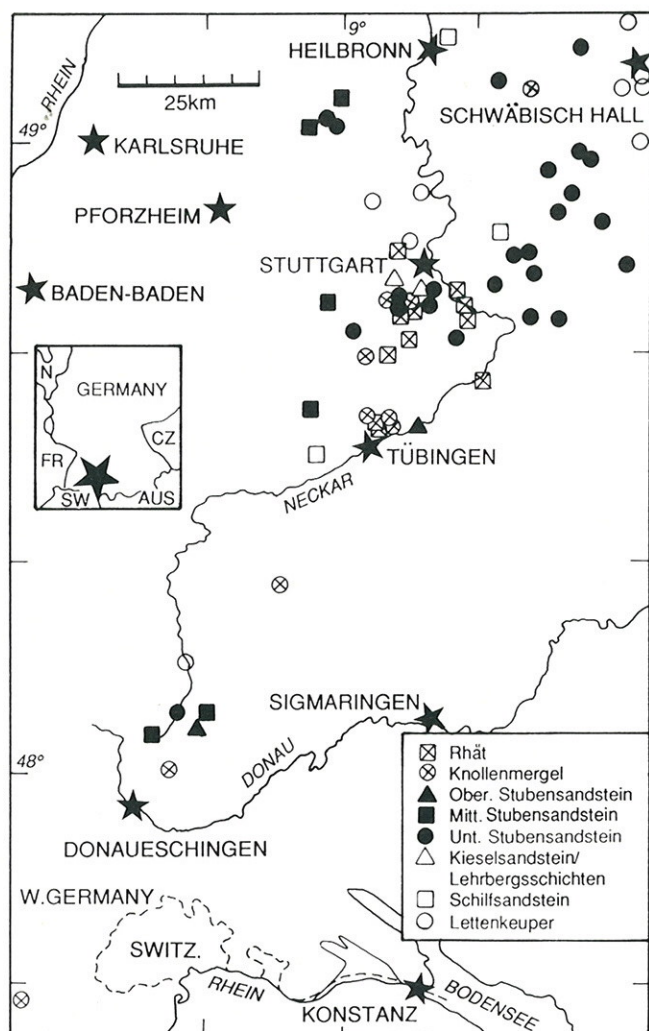 9°
HEILBRONN
RHEIN
25km
SCHWÄBISCH HALL
49°
KARLSRUHE
PFORZHEIM
STUTTGART
BADEN-BADEN
N
GERMANY
CZ
FR
SW
AUS
TÜBINGEN
NECKAR
SIGMARINGEN
48°
DONAU
DONAUESCHINGEN
Rhåt
Knollenmergel
Ober. Stubensandstein
Mitt. Stubensandstein
Unt. Stubensandstein
Kieselsandstein/
Lehrbergsschichten
Schilfsandstein
Lettenkeuper
W.GERMANY
SWITZ.
RHEIN
KONSTANZ
BODENSEE